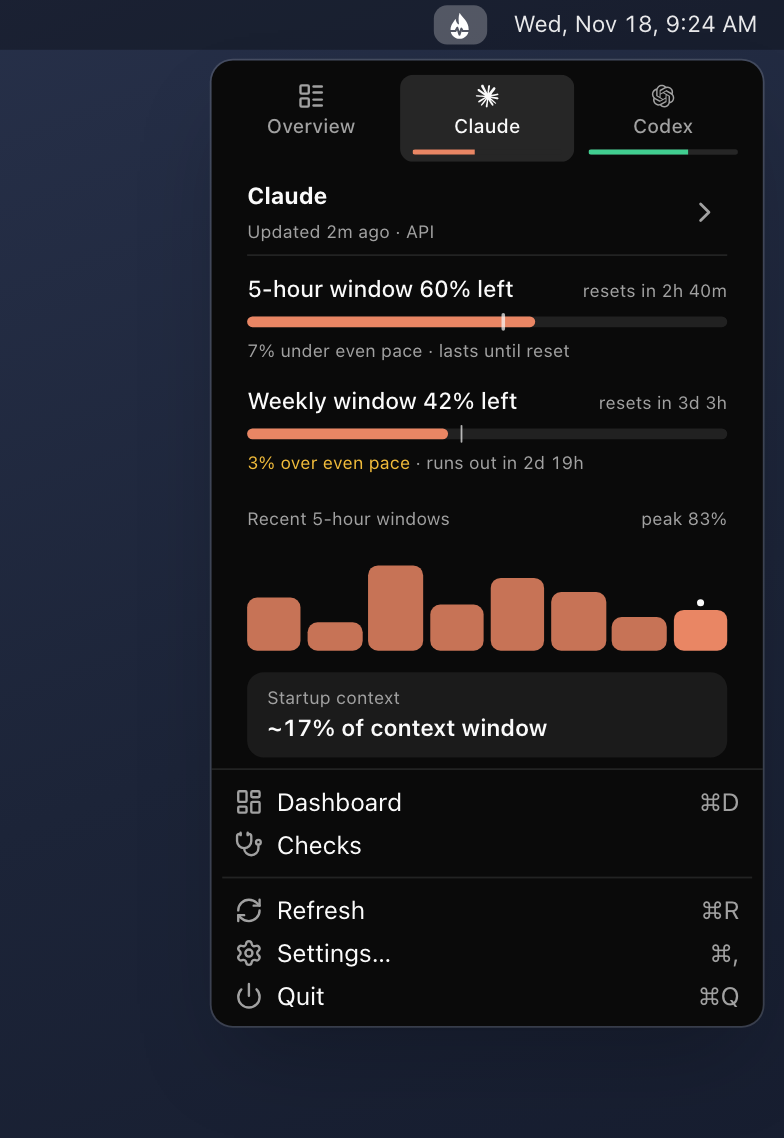 Wed, Nov 18, 9:24 AM
Overview
Claude
Codex
Claude
Updated 2m ago · API
5-hour window 60% left
resets in 2h 40m
7% under even pace · lasts until reset
Weekly window 42% left
resets in 3d 3h
3% over even pace · runs out in 2d 19h
Recent 5-hour windows
peak 83%
Startup context
~17% of context window
Dashboard ⌘D
Checks
Refresh ⌘R
Settings... ⌘,
Quit ⌘Q